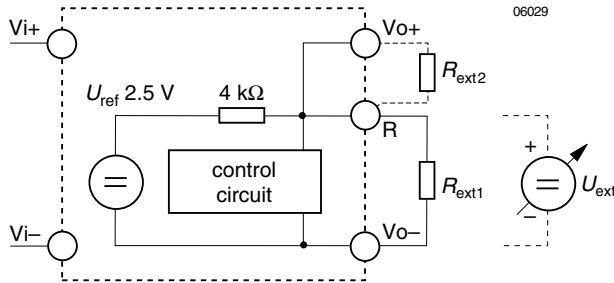 06029
Vi+
Vo+
Rext2
Uref 2.5 V
4 kΩ
R
+
control
circuit
Rext1
Uext
–
Vi–
Vo–